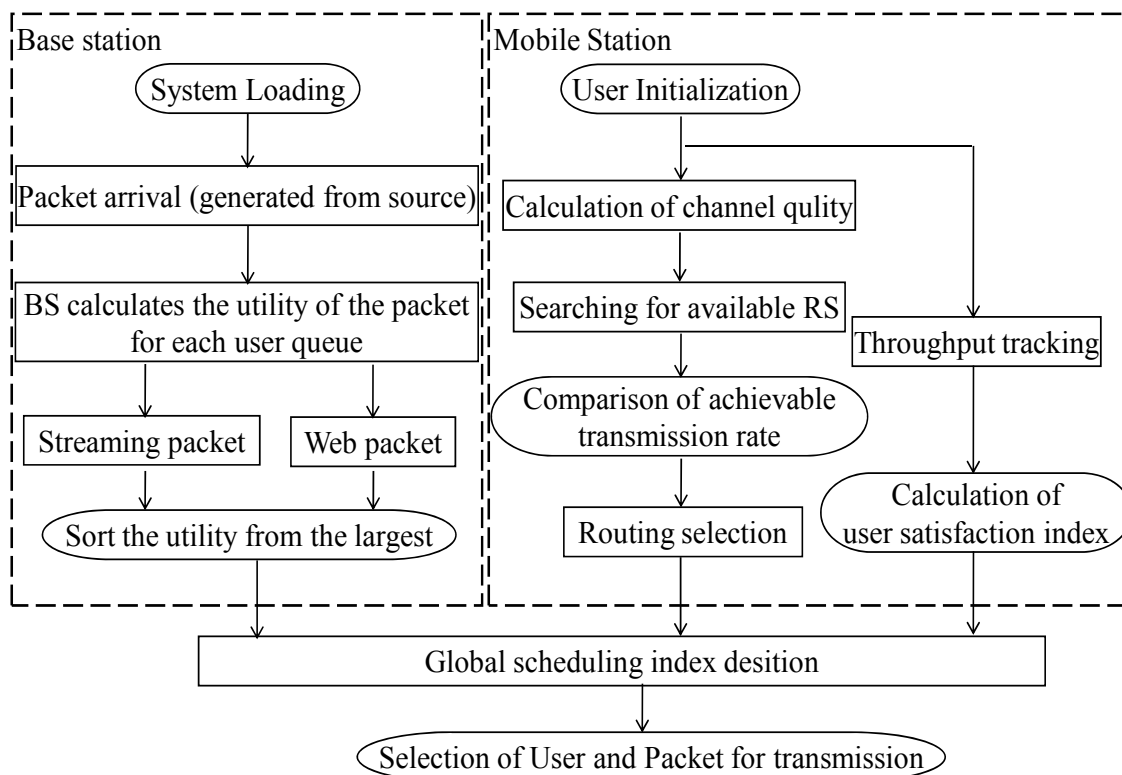 Base station
System Loading
Packet arrival (generated from source)
BS calculates the utility of the packet
for each user queue
Streaming packet
Web packet
Sort the utility from the largest
Mobile Station
User Initialization
Calculation of channel qulity
Searching for available RS
Comparison of achievable
transmission rate
Routing selection
Throughput tracking
Calculation of
user satisfaction index
Global scheduling index desition
Selection of User and Packet for transmission